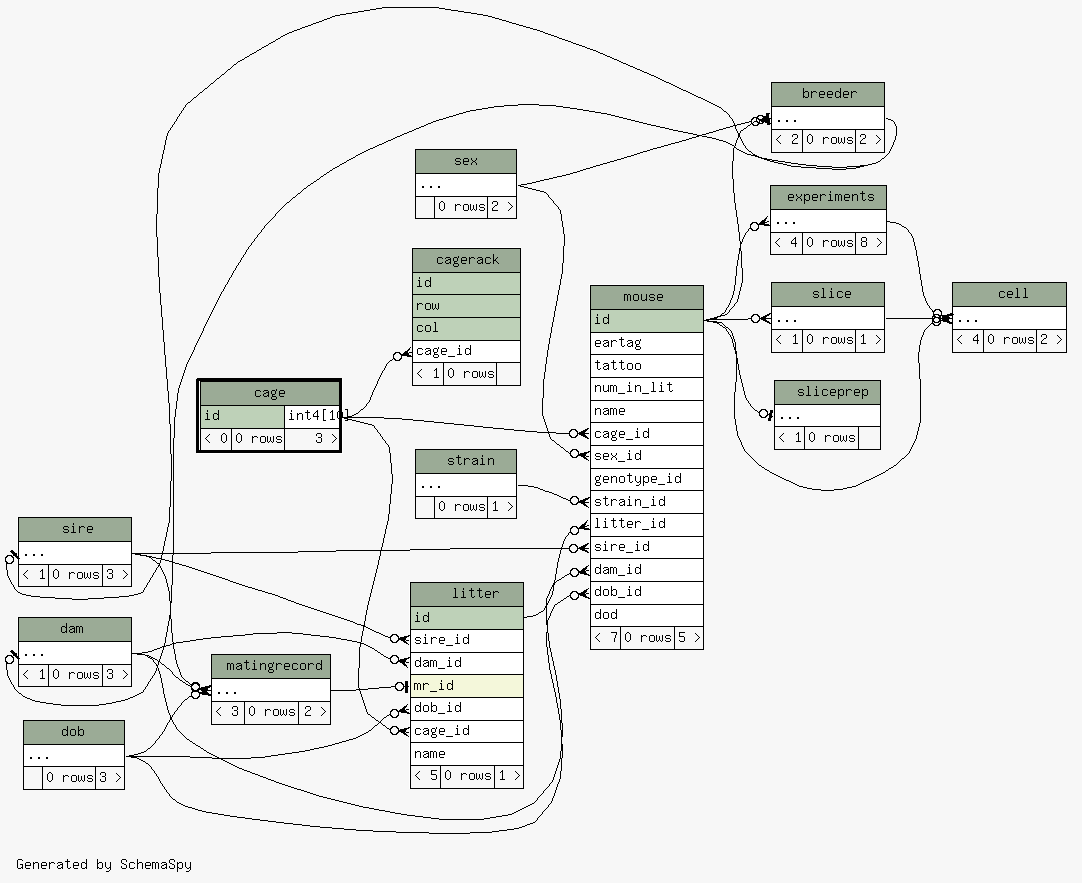 breeder
...
< 2 0 rows 2 >
sex
...
0 rows 2 >
experiments
...
< 4 0 rows 8 >
cagerack
id
row
col
cage_id
< 1 0 rows
mouse
id
eartag
tattoo
num_in_lit
name
cage_id
sex_id
genotype_id
strain_id
litter_id
sire_id
dam_id
dob_id
dod
< 7 0 rows 5 >
slice
...
< 1 0 rows 1 >
cell
...
< 4 0 rows 2 >
cage
id int4[10]
< 0 0 rows 3 >
sliceprep
...
< 1 0 rows
strain
...
0 rows 1 >
sire
...
< 1 0 rows 3 >
litter
id
sire_id
dam_id
mr_id
dob_id
cage_id
name
< 5 0 rows 1 >
dam
...
< 1 0 rows 3 >
matingrecord
...
< 3 0 rows 2 >
dob
...
0 rows 3 >
Generated by SchemaSpy